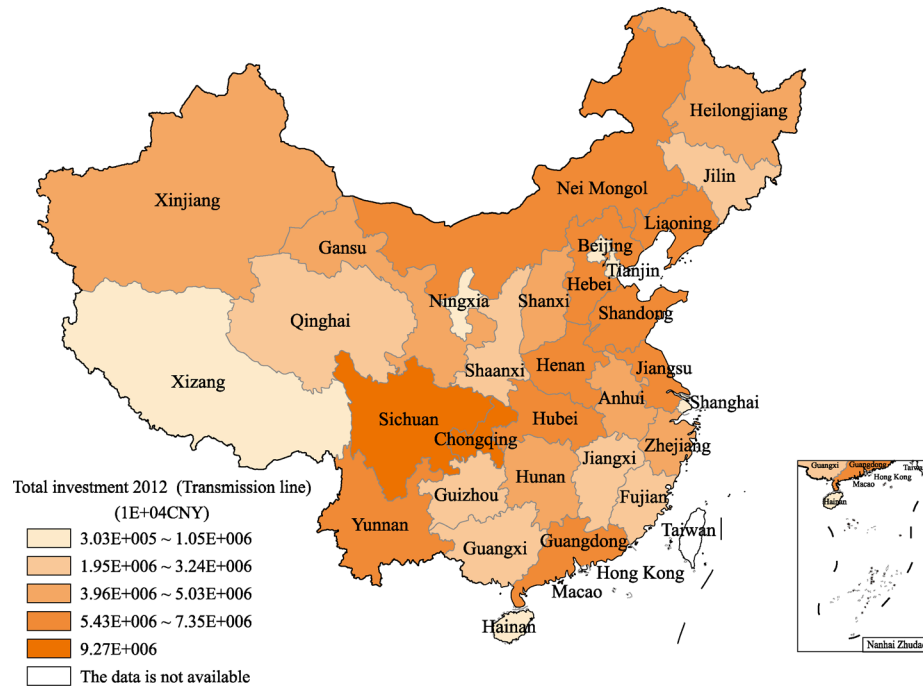 Heilongjiang
Jilin
Nei Mongol
Xinjiang
Liaoning
Gansu
Beijing
Tianjin
Ningxia
Shanxi
Hebei
Qinghai
Shandong
Shaanxi
Henan
Jiangsu
Xizang
Anhui
Shanghai
Sichuan
Hubei
Chongqing
Zhejiang
Jiangxi
Hunan
Guizhou
Fujian
Yunnan
Taiwan
Guangxi
Guangdong
Hong Kong
Macao
Hainan
Total investment 2012 (Transmission line)
(1E+04CNY)
3.03E+005 ~ 1.05E+006
1.95E+006 ~ 3.24E+006
3.96E+006 ~ 5.03E+006
5.43E+006 ~ 7.35E+006
9.27E+006
The data is not available
Guangxi
Guangdong
Hong Kong
Macao
Hainan
Nanhai Zhudao